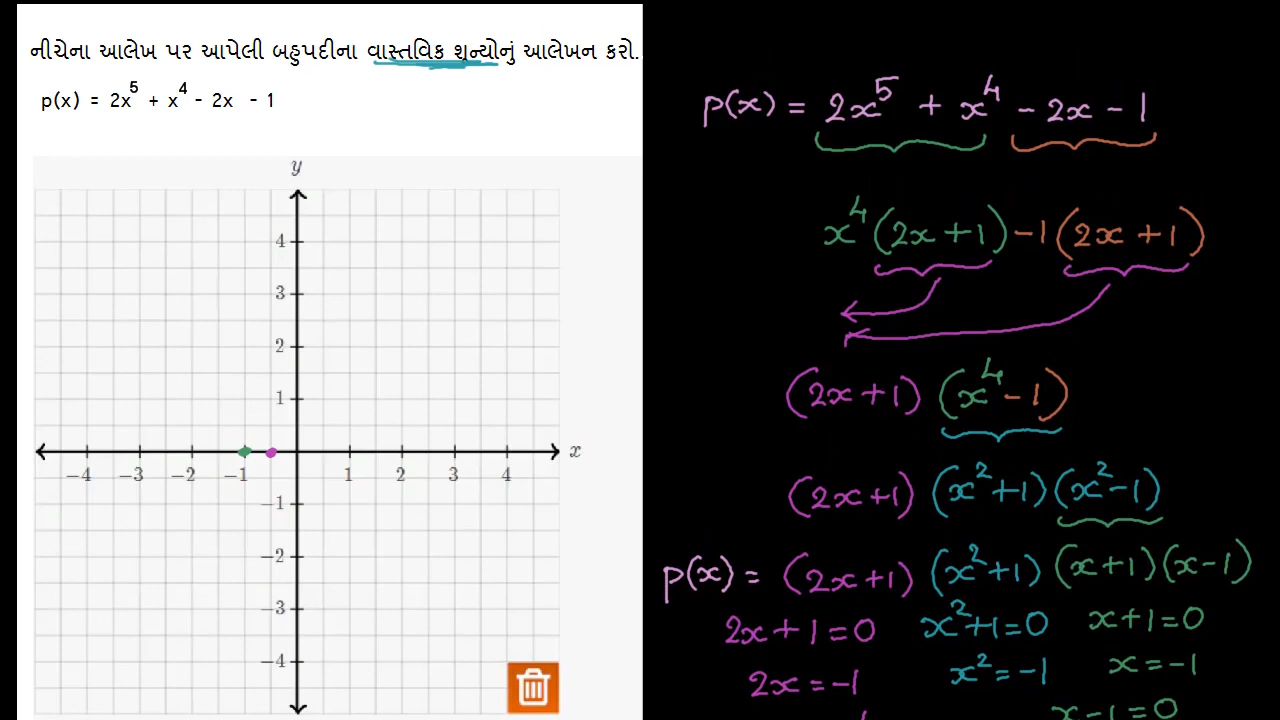 નીચેના આલેખ પર આપેલી બહુપદીના વાસ્તવિક શૂન્યોનું આલેખન કરો.
p(x) = 2x⁵ + x⁴ - 2x - 1
y
4
3
2
1
-4 -3 -2 -1 1 2 3 4 x
-1
-2
-3
-4
p(x) = 2x⁵ + x⁴ - 2x - 1
x⁴(2x+1) -1(2x+1)
(2x+1) (x⁴-1)
(2x+1) (x²+1)(x²-1)
p(x) = (2x+1) (x²+1) (x+1)(x-1)
2x+1=0 x²+1=0 x+1=0
2x=-1 x²=-1 x=-1
x-1=0